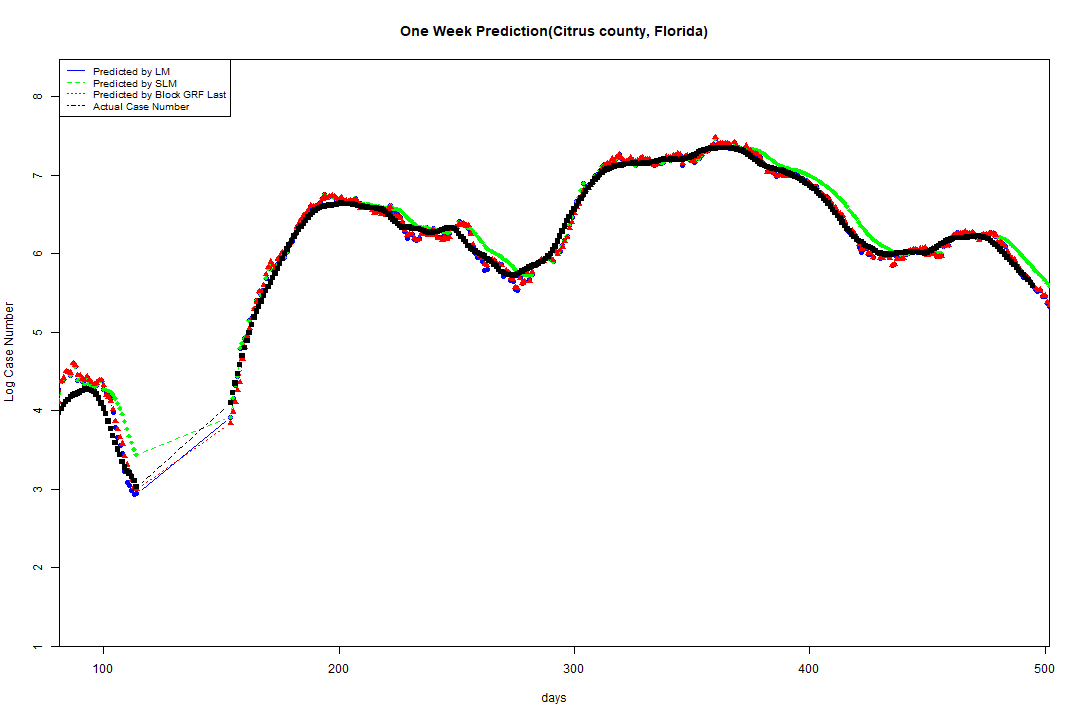 One Week Prediction(Citrus county, Florida)
Predicted by LM
Predicted by SLM
Predicted by Block GRF Last
Actual Case Number
8
7
6
5
4
3
2
1
Log Case Number
100 200 300 400 500
days